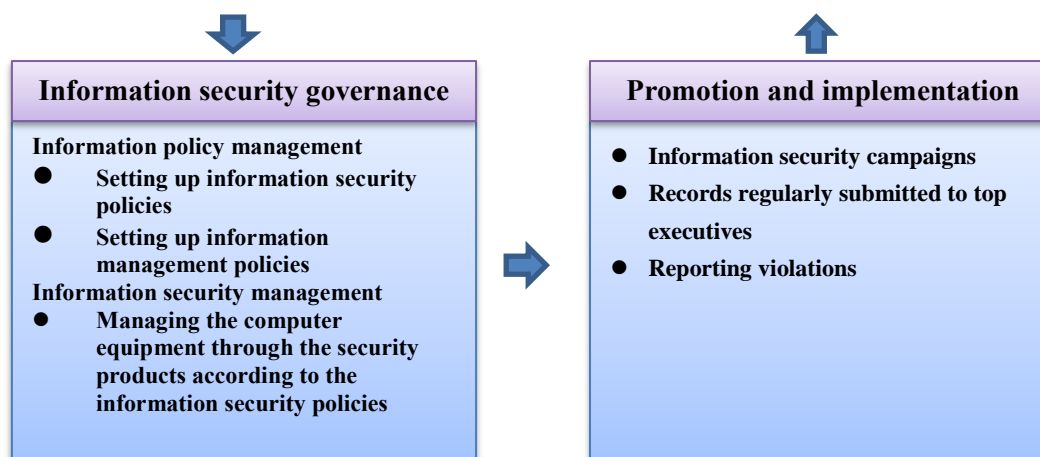 Information security governance
Information policy management
● Setting up information security
policies
● Setting up information
management policies
Information security management
● Managing the computer
equipment through the security
products according to the
information security policies
Promotion and implementation
● Information security campaigns
● Records regularly submitted to top
executives
● Reporting violations